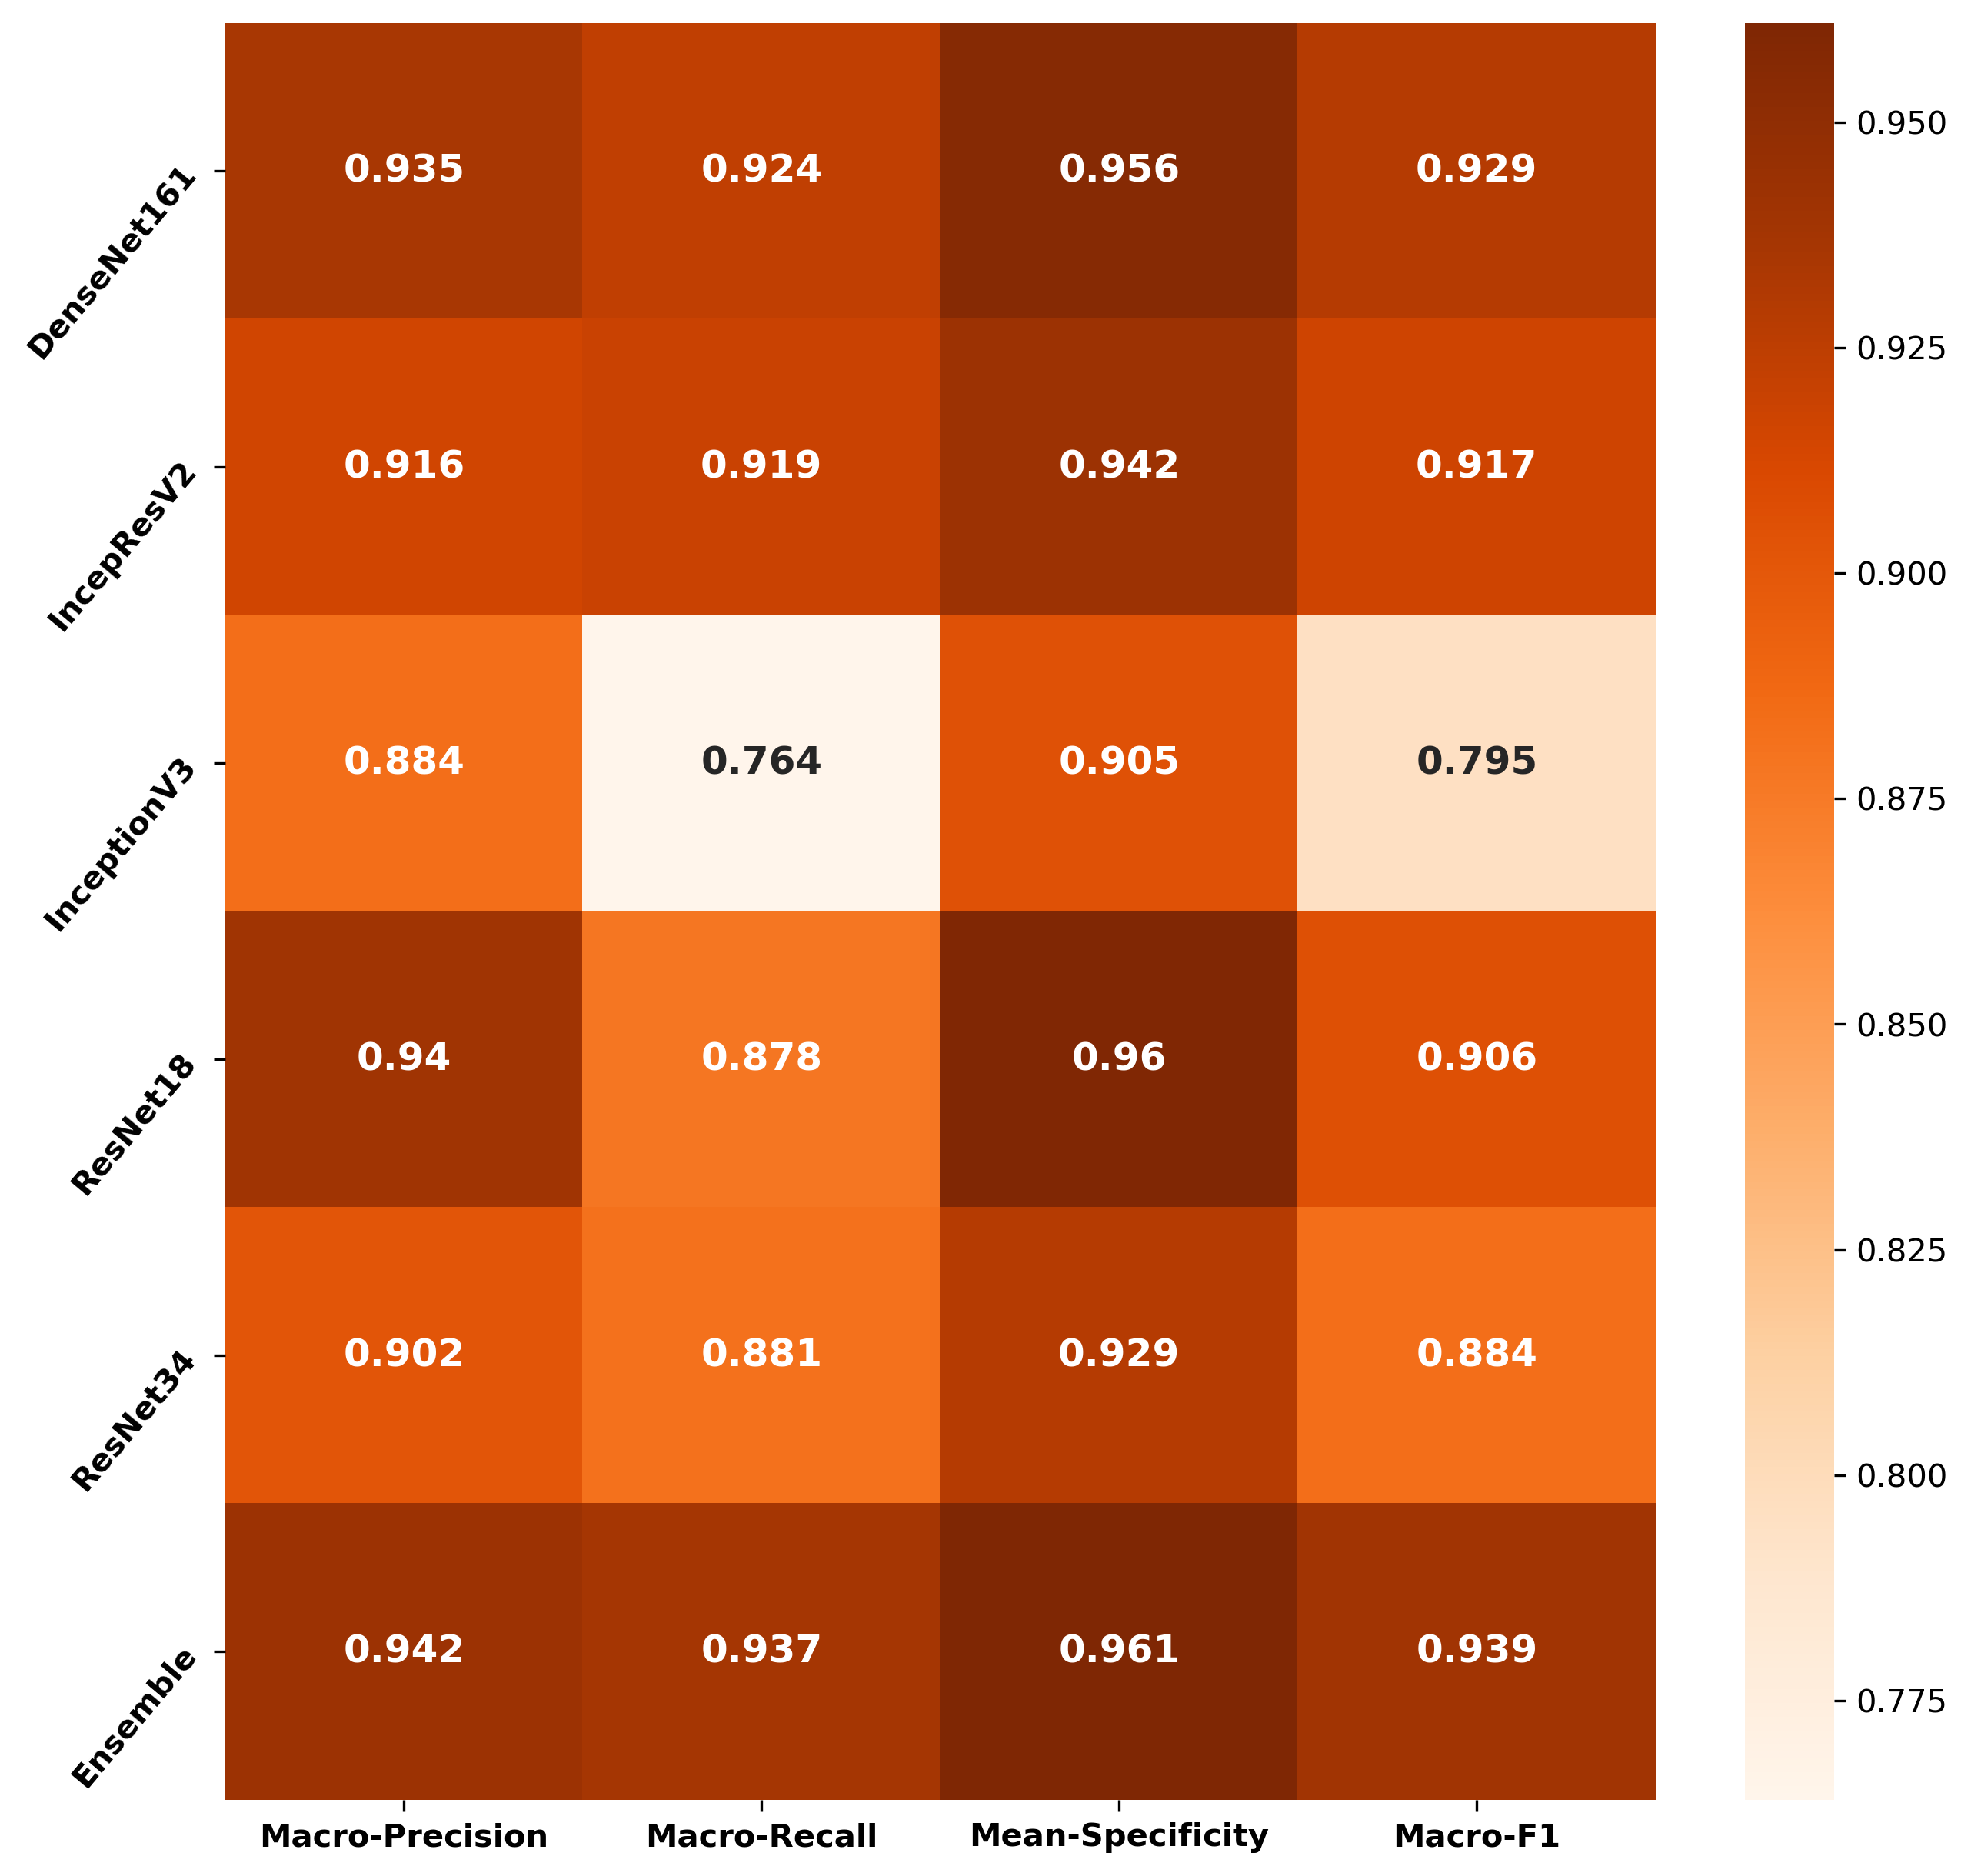 DenseNet161 0.935 0.924 0.956 0.929
IncepResV2 0.916 0.919 0.942 0.917
InceptionV3 0.884 0.764 0.905 0.795
ResNet18 0.94 0.878 0.96 0.906
ResNet34 0.902 0.881 0.929 0.884
Ensemble 0.942 0.937 0.961 0.939
Macro-Precision Macro-Recall Mean-Specificity Macro-F1
0.950
0.925
0.900
0.875
0.850
0.825
0.800
0.775